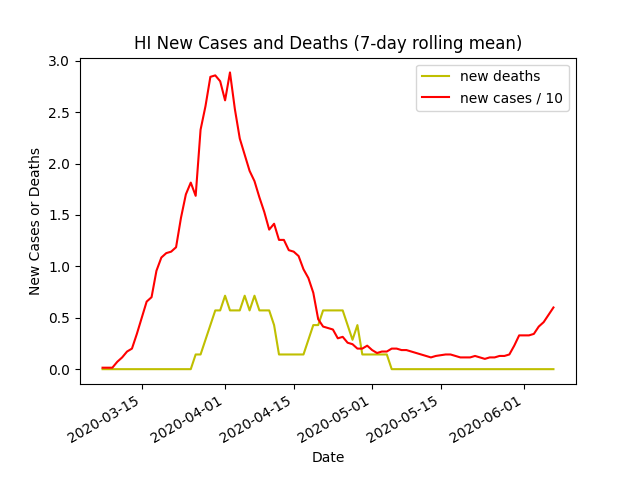 HI New Cases and Deaths (7-day rolling mean)
new deaths
new cases / 10
3.0
2.5
2.0
1.5
1.0
0.5
0.0
New Cases or Deaths
2020-03-15
2020-04-01
2020-04-15
2020-05-01
2020-05-15
2020-06-01
Date